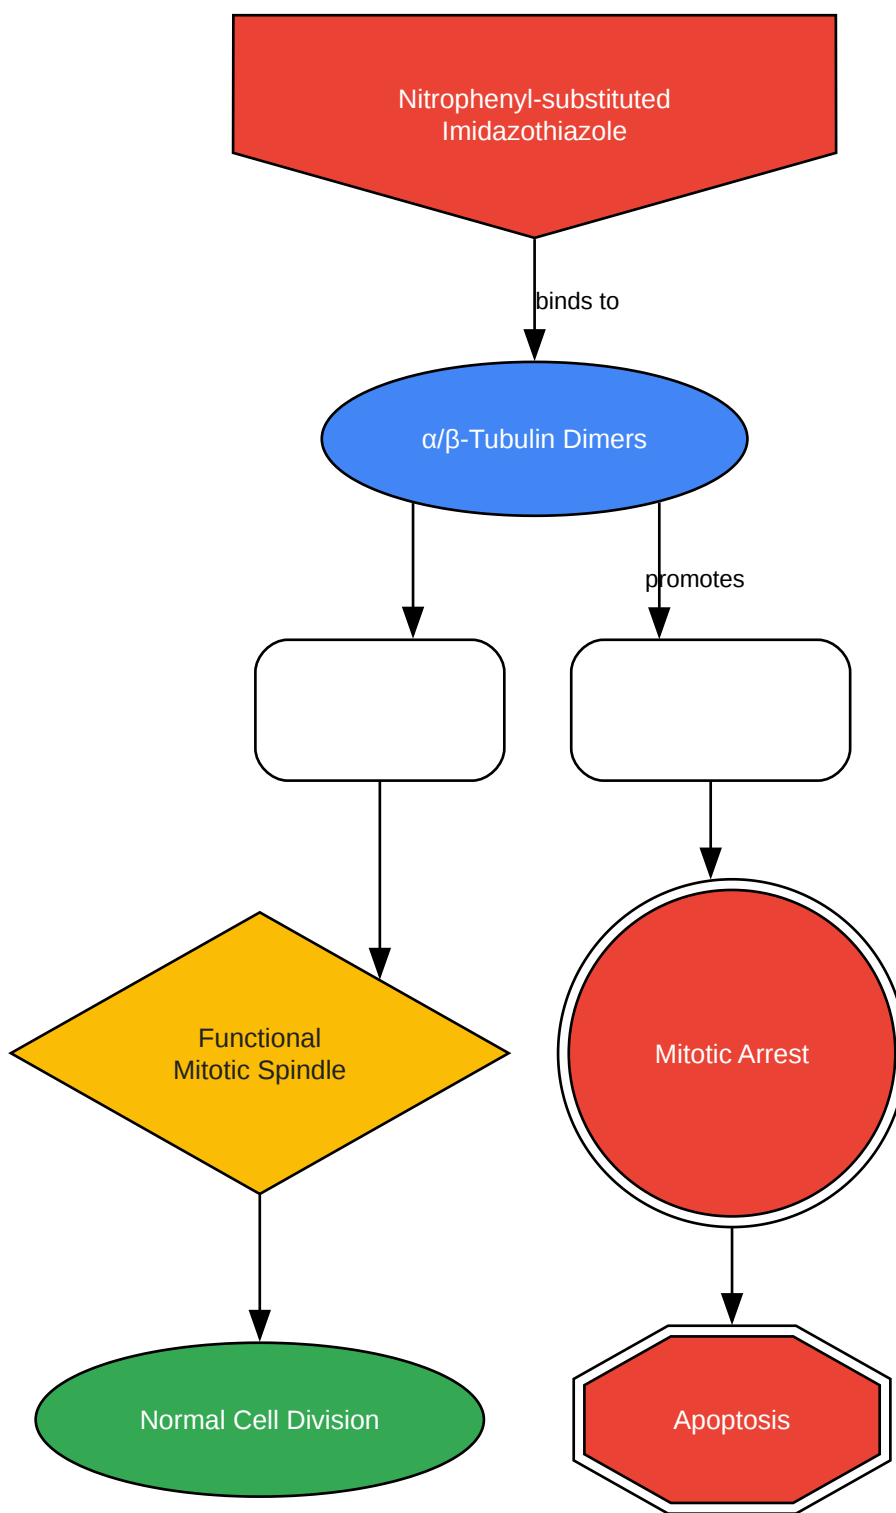 Nitrophenyl-substituted
Imidazothiazole
binds to
α/β-Tubulin Dimers
promotes
Functional
Mitotic Spindle
Mitotic Arrest
Normal Cell Division
Apoptosis